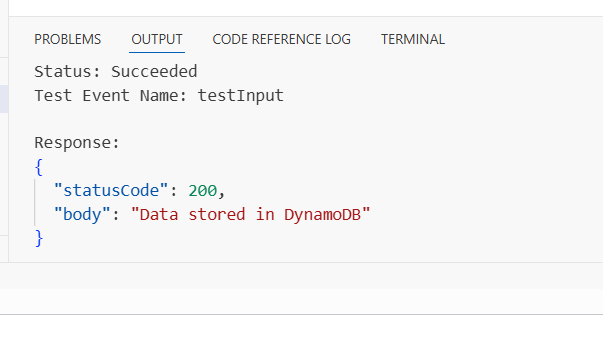 PROBLEMS OUTPUT CODE REFERENCE LOG TERMINAL
Status: Succeeded
Test Event Name: testInput
Response:
{
"statusCode": 200,
"body": "Data stored in DynamoDB"
}